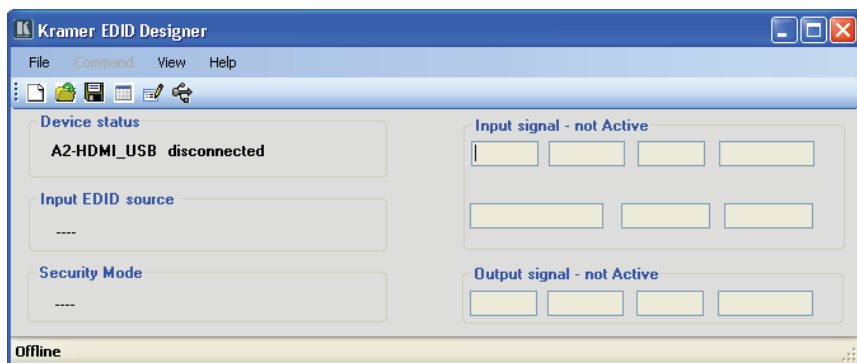 K Kramer EDID Designer
File Command View Help
Device status
A2-HDMI_USB disconnected
Input EDID source
----
Security Mode
----
Input signal - not Active
Output signal - not Active
Offline